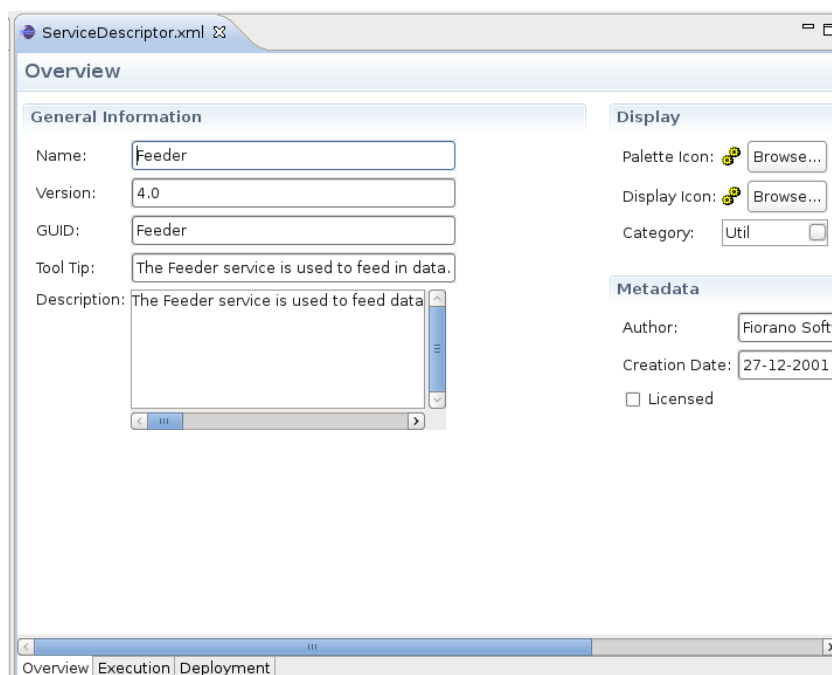 ServiceDescriptor.xml
Overview
General Information
Name: Feeder
Version: 4.0
GUID: Feeder
Tool Tip: The Feeder service is used to feed in data.
Description: The Feeder service is used to feed data
Display
Palette Icon: Browse...
Display Icon: Browse...
Category: Util
Metadata
Author: Fiorano Soft
Creation Date: 27-12-2001
Licensed
Overview Execution Deployment